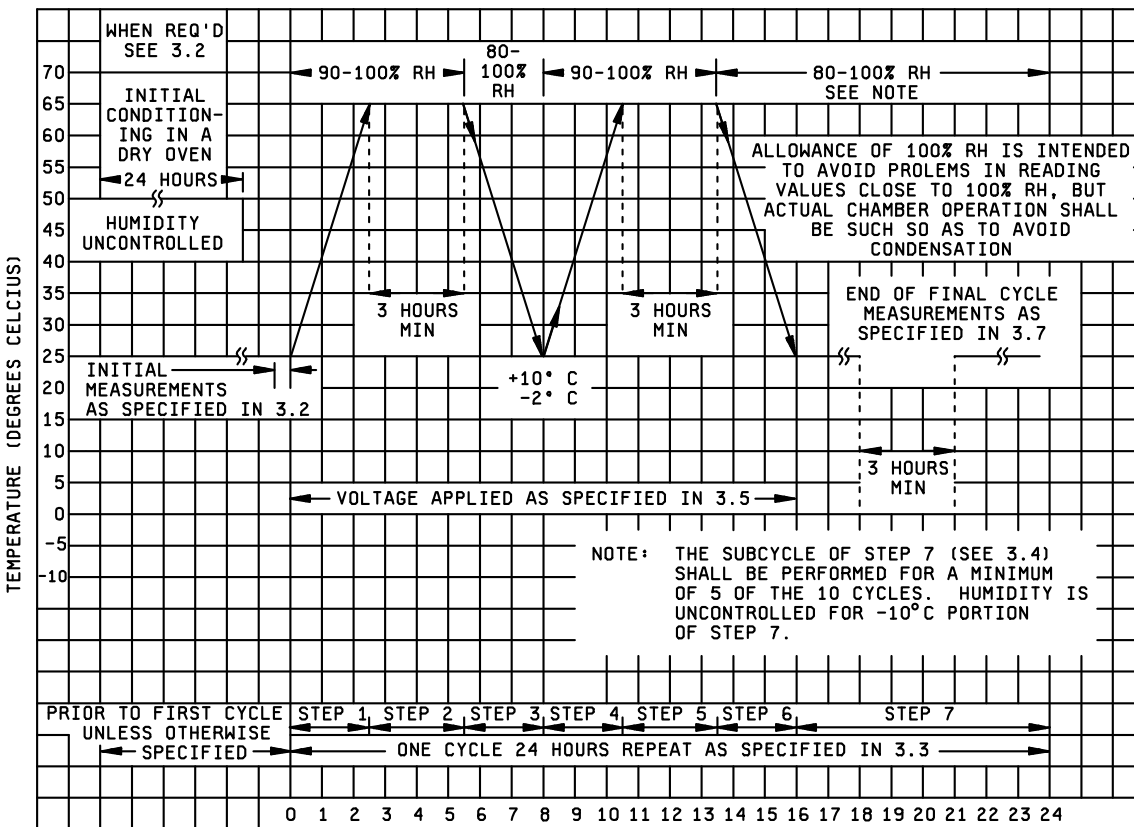 WHEN REQ'D
SEE 3.2
INITIAL
CONDITION-
ING IN A
DRY OVEN
24 HOURS
HUMIDITY
UNCONTROLLED
90-100% RH
80-
100%
RH
90-100% RH
80-100% RH
SEE NOTE
ALLOWANCE OF 100% RH IS INTENDED
TO AVOID PROLEMS IN READING
VALUES CLOSE TO 100% RH, BUT
ACTUAL CHAMBER OPERATION SHALL
BE SUCH SO AS TO AVOID
CONDENSATION
3 HOURS
MIN
3 HOURS
MIN
END OF FINAL CYCLE
MEASUREMENTS AS
SPECIFIED IN 3.7
INITIAL
MEASUREMENTS
AS SPECIFIED IN 3.2
+10° C
-2° C
3 HOURS
MIN
VOLTAGE APPLIED AS SPECIFIED IN 3.5
NOTE: THE SUBCYCLE OF STEP 7 (SEE 3.4)
SHALL BE PERFORMED FOR A MINIMUM
OF 5 OF THE 10 CYCLES. HUMIDITY IS
UNCONTROLLED FOR -10°C PORTION
OF STEP 7.
TEMPERATURE (DEGREES CELCIUS)
70
65
60
55
50
45
40
35
30
25
20
15
10
5
0
-5
-10
PRIOR TO FIRST CYCLE
UNLESS OTHERWISE
SPECIFIED
STEP 1 STEP 2 STEP 3 STEP 4 STEP 5 STEP 6 STEP 7
ONE CYCLE 24 HOURS REPEAT AS SPECIFIED IN 3.3
0 1 2 3 4 5 6 7 8 9 10 11 12 13 14 15 16 17 18 19 20 21 22 23 24